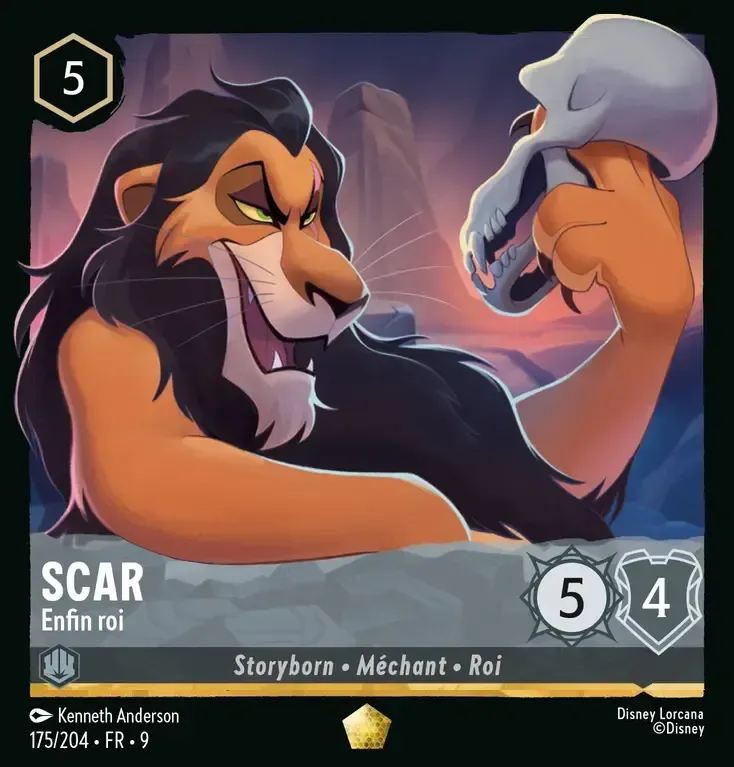 5
SCAR
Enfin roi
5 4
Storyborn • Méchant • Roi
Kenneth Anderson
175/204 • FR • 9
Disney Lorcana
©Disney